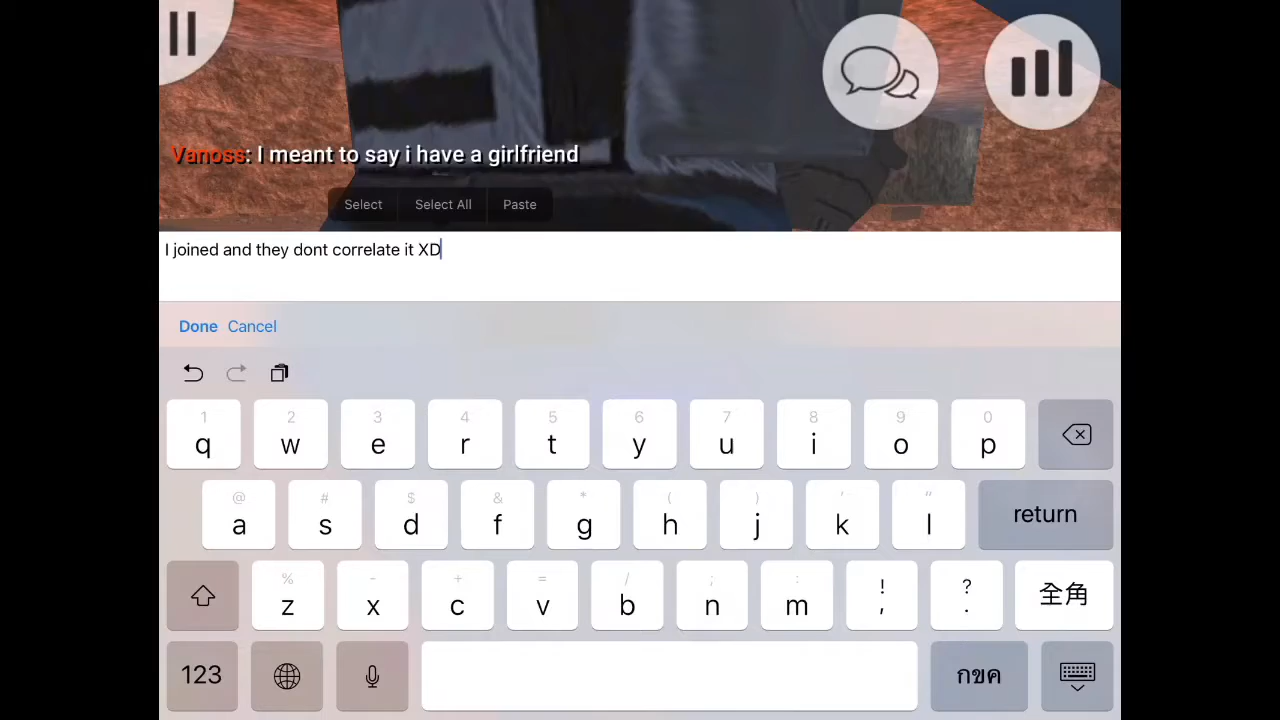 Vanoss: I meant to say i have a girlfriend
Select Select All Paste
I joined and they dont correlate it XD
Done Cancel
1 2 3 4 5 6 7 8 9 0
q w e r t y u i o p
@ # $ & * ( ) ' "
a s d f g h j k l return
% - + = / ; : ! ?
z x c v b n m , . 全角
123 กขค